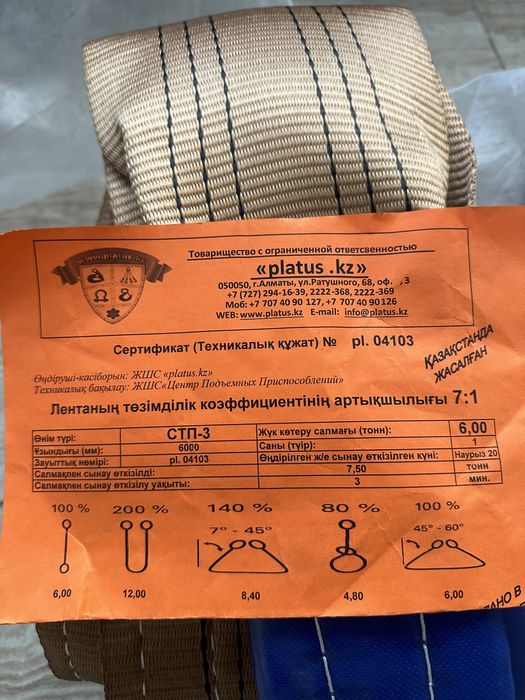 Товарищество с ограниченной ответсвенностью
www.platus.kz
«platus .kz»
050050, г.Алматы, ул.Ратушного, 68, оф. , 3
+7 (727) 294-16-39, 2222-368, 2222-369
Моб: +7 707 40 90 127, +7 707 40 90 126
WEB: www.platus.kz E-mail: info@platus.kz
Сертификат (Техникалық құжат) № pl. 04103
ҚАЗАҚСТАНДА
ЖАСАЛҒАН
Өндіруші-кәсіборын: ЖШС «platus.kz»
Техникалық бақылау: ЖШС«Центр Подъемных Приспособлений»
Лентаның төзімділік коэффициентінің артықшылығы 7:1
Өнім түрі: СТП-3 Жүк көтеру салмағы (тонн): 6,00
Ұзындығы (мм): 6000 Саны (түір): 1
Зауыттық нөмірі: pl. 04103 Өндірілген ж/е сынау өткізілген күні: Наурыз 20
Салмақпен сынау өткізілді: 7,50 тонн
Салмақпен сынау өткізілу уақыты: 3 мин.
100 % 200 % 140 % 80 % 100 %
7° - 45° 45° - 60°
6,00 12,00 8,40 4,80 6,00